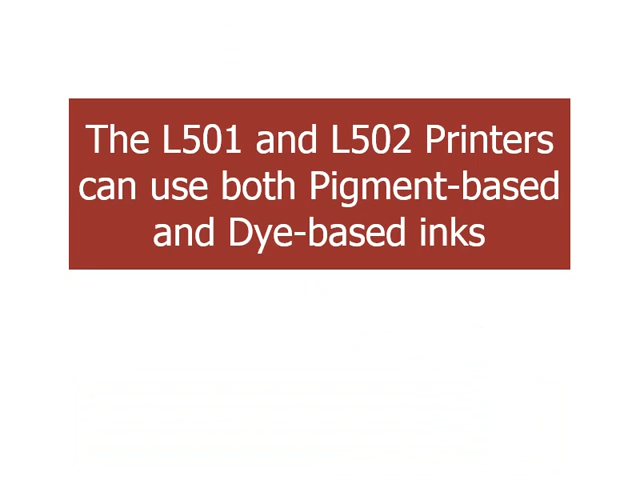 The L501 and L502 Printers
can use both Pigment-based
and Dye-based inks